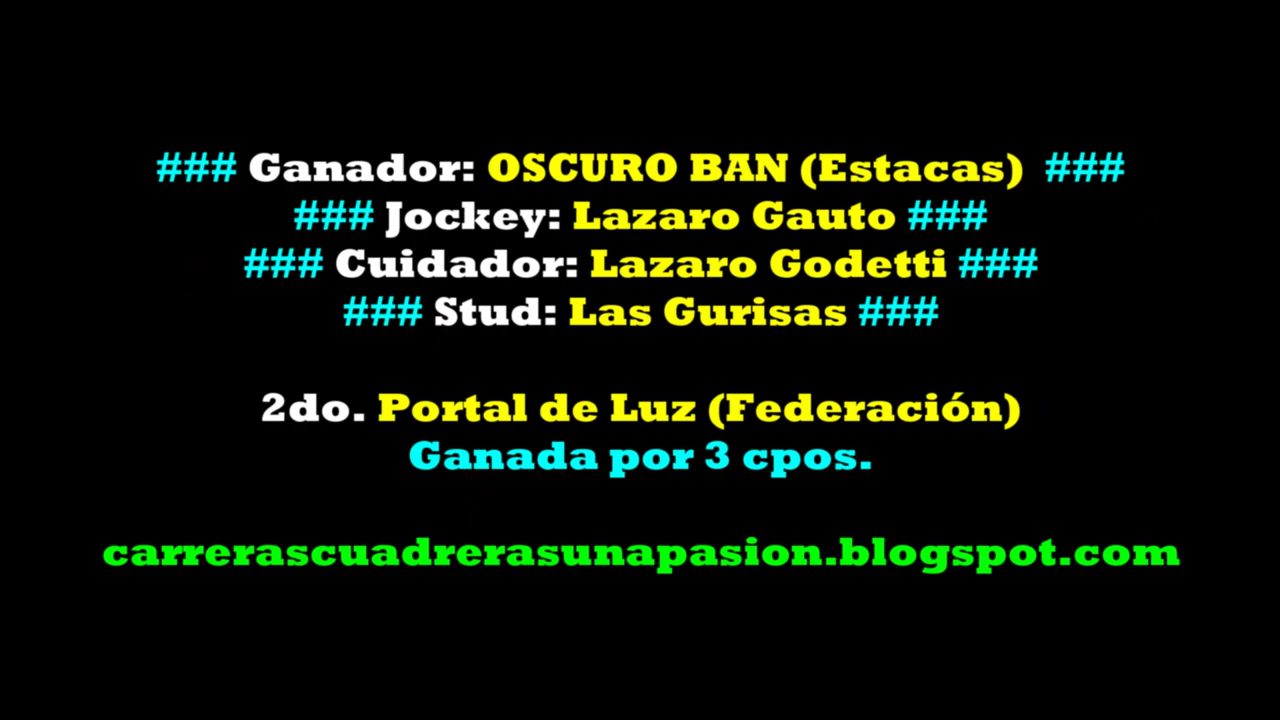 ### Ganador: OSCURO BAN (Estacas) ###
### Jockey: Lazaro Gauto ###
### Cuidador: Lazaro Godetti ###
### Stud: Las Gurisas ###
2do. Portal de Luz (Federación)
Ganada por 3 cpos.
carrerascuadrerasunapasion.blogspot.com